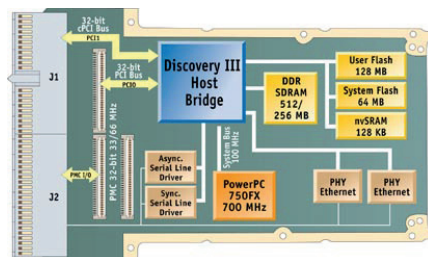 32-bit
cPCI Bus
PCI1
J1
32-bit
PCI Bus
PCI0
Discovery III
Host
Bridge
DDR
SDRAM
512/
256 MB
User Flash
128 MB
System Flash
64 MB
nvSRAM
128 KB
PMC 32-bit 33/66 MHz
System Bus
100 MHz
J2
PMC I/O
Async.
Serial Line
Driver
Sync.
Serial Line
Driver
PowerPC
750FX
700 MHz
PHY
Ethernet
PHY
Ethernet